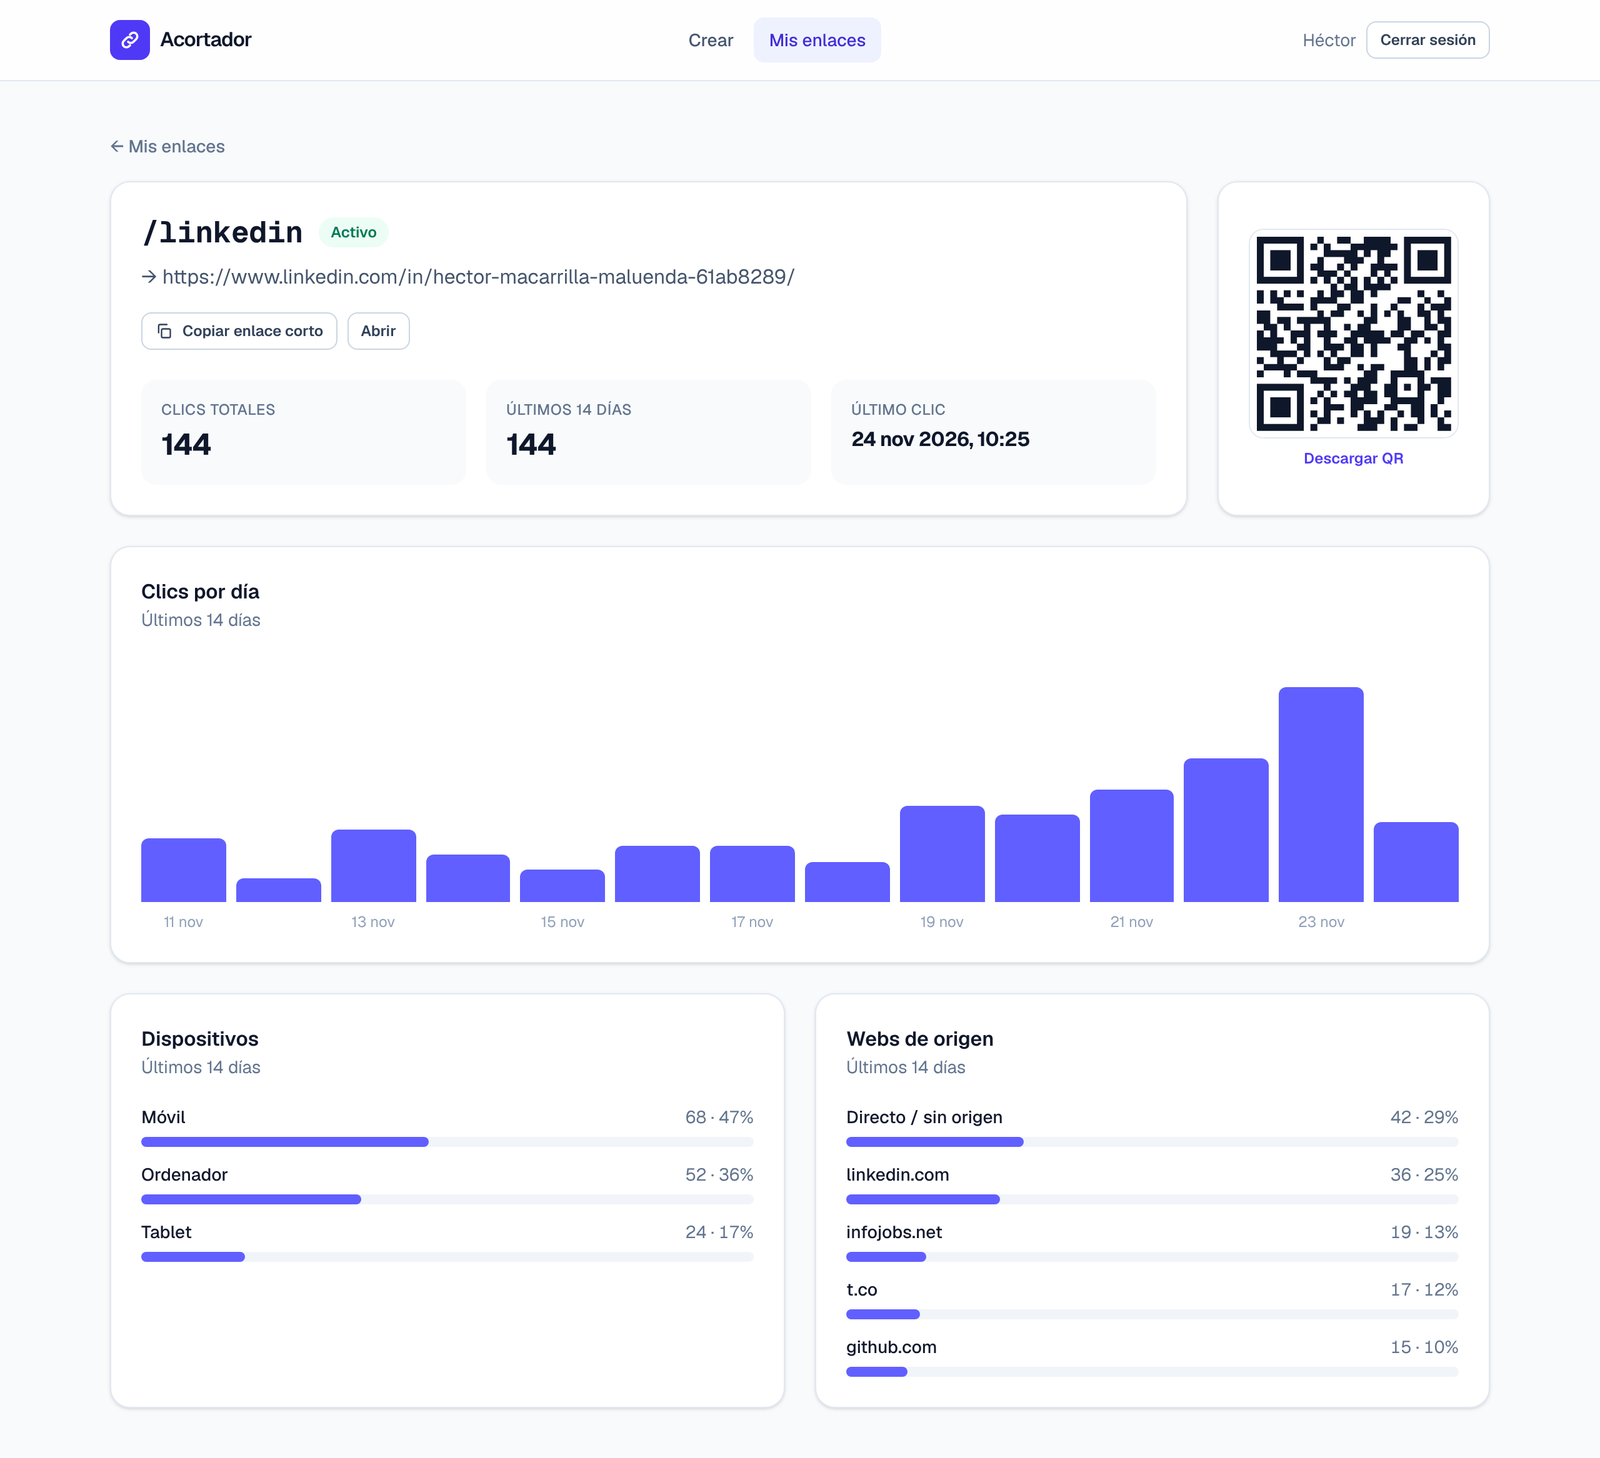 Acortador
Crear
Mis enlaces
Héctor
Cerrar sesión
← Mis enlaces
/linkedin
Activo
→ https://www.linkedin.com/in/hector-macarrilla-maluenda-61ab8289/
Copiar enlace corto
Abrir
CLICS TOTALES
144
ÚLTIMOS 14 DÍAS
144
ÚLTIMO CLIC
24 nov 2026, 10:25
Descargar QR
Clics por día
Últimos 14 días
11 nov
13 nov
15 nov
17 nov
19 nov
21 nov
23 nov
Dispositivos
Últimos 14 días
Móvil
68 · 47%
Ordenador
52 · 36%
Tablet
24 · 17%
Webs de origen
Últimos 14 días
Directo / sin origen
42 · 29%
linkedin.com
36 · 25%
infojobs.net
19 · 13%
t.co
17 · 12%
github.com
15 · 10%